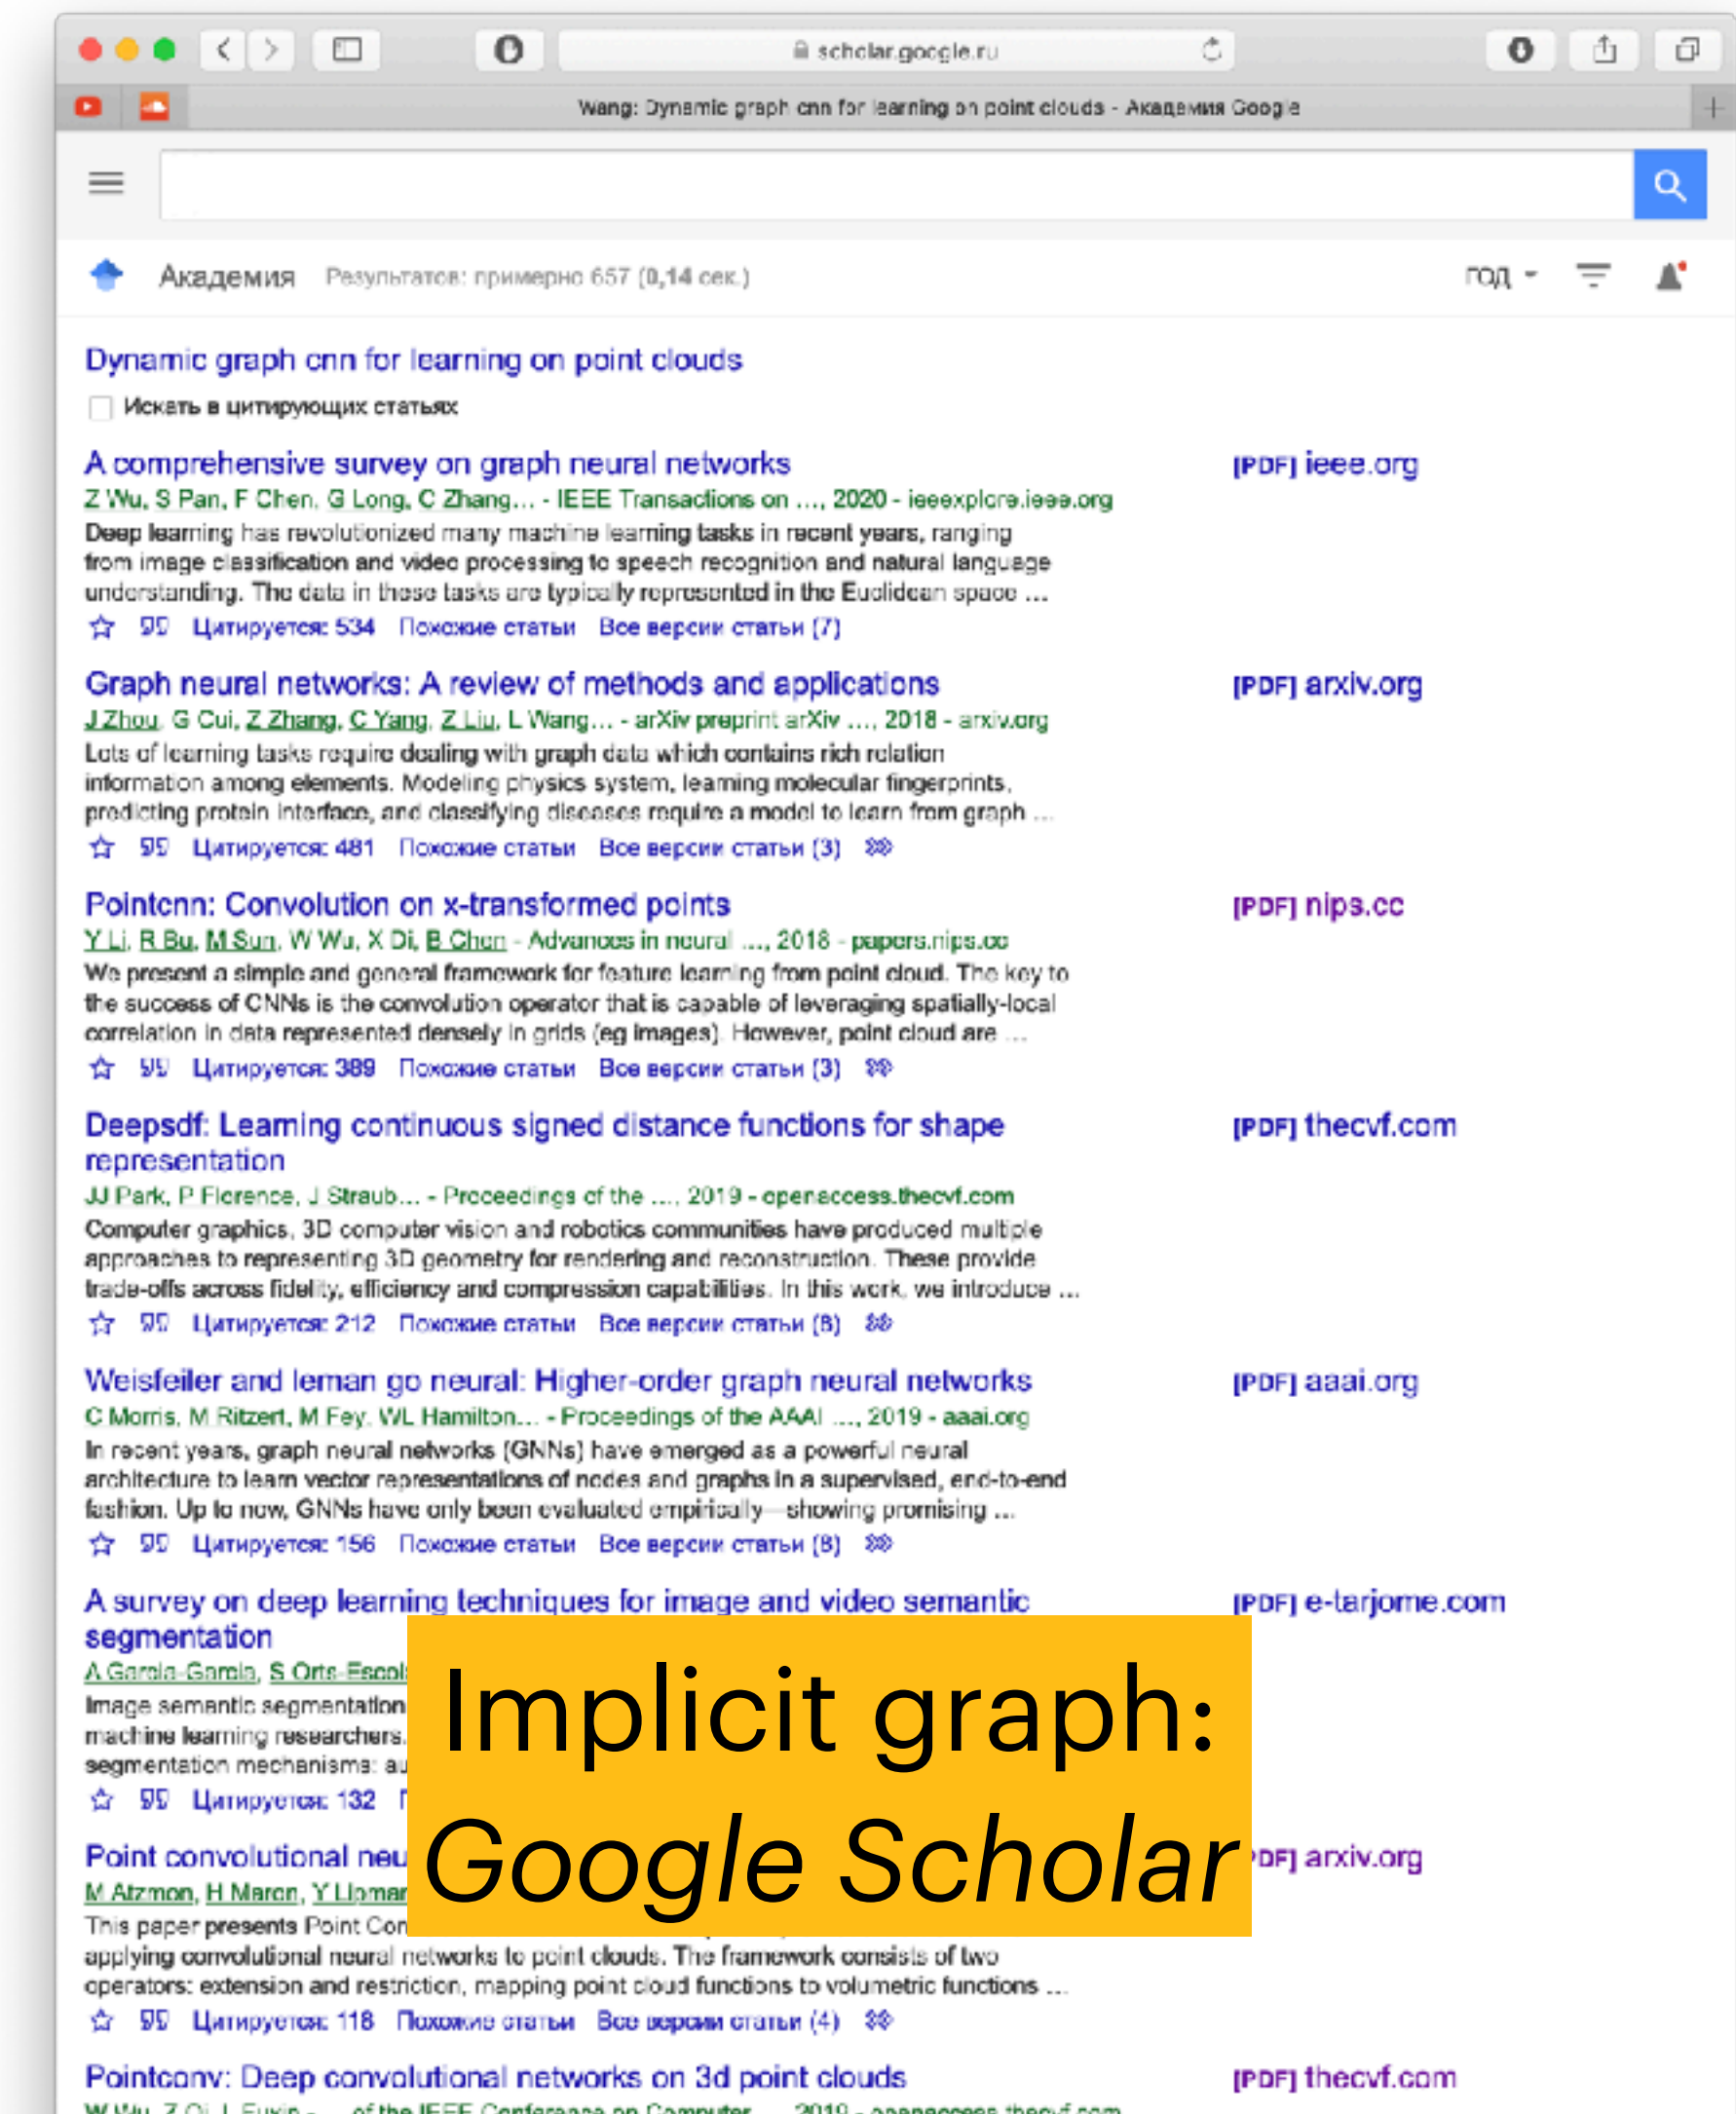 scholar.google.ru
Wang: Dynamic graph cnn for learning on point clouds - Академия Google
Академия Результатов: примерно 657 (0,14 сек.) ГОД
Dynamic graph cnn for learning on point clouds
Искать в цитирующих статьях
A comprehensive survey on graph neural networks [PDF] ieee.org
Z Wu, S Pan, F Chen, G Long, C Zhang... - IEEE Transactions on ..., 2020 - ieeexplore.ieee.org
Deep learning has revolutionized many machine learning tasks in recent years, ranging
from image classification and video processing to speech recognition and natural language
understanding. The data in these tasks are typically represented in the Euclidean space ...
Цитируется: 534 Похожие статьи Все версии статьи (7)
Graph neural networks: A review of methods and applications [PDF] arxiv.org
J Zhou, G Cui, Z Zhang, C Yang, Z Liu, L Wang... - arXiv preprint arXiv ..., 2018 - arxiv.org
Lots of learning tasks require dealing with graph data which contains rich relation
information among elements. Modeling physics system, learning molecular fingerprints,
predicting protein interface, and classifying diseases require a model to learn from graph ...
Цитируется: 481 Похожие статьи Все версии статьи (3)
Pointcnn: Convolution on x-transformed points [PDF] nips.cc
Y Li, R Bu, M Sun, W Wu, X Di, B Chen - Advances in neural ..., 2018 - papers.nips.cc
We present a simple and general framework for feature learning from point cloud. The key to
the success of CNNs is the convolution operator that is capable of leveraging spatially-local
correlation in data represented densely in grids (eg images). However, point cloud are ...
Цитируется: 389 Похожие статьи Все версии статьи (3)
Deepsdf: Learning continuous signed distance functions for shape [PDF] thecvf.com
representation
JJ Park, P Florence, J Straub... - Proceedings of the ..., 2019 - openaccess.thecvf.com
Computer graphics, 3D computer vision and robotics communities have produced multiple
approaches to representing 3D geometry for rendering and reconstruction. These provide
trade-offs across fidelity, efficiency and compression capabilities. In this work, we introduce ...
Цитируется: 212 Похожие статьи Все версии статьи (8)
Weisfeiler and leman go neural: Higher-order graph neural networks [PDF] aaai.org
C Morris, M Ritzert, M Fey, WL Hamilton... - Proceedings of the AAAI ..., 2019 - aaai.org
In recent years, graph neural networks (GNNs) have emerged as a powerful neural
architecture to learn vector representations of nodes and graphs in a supervised, end-to-end
fashion. Up to now, GNNs have only been evaluated empirically—showing promising ...
Цитируется: 156 Похожие статьи Все версии статьи (8)
A survey on deep learning techniques for image and video semantic [PDF] e-tarjome.com
segmentation
A Garcia-Garcia, S Orts-Escol
Image semantic segmentation
machine learning researchers.
segmentation mechanisms: au
Цитируется: 132
Implicit graph:
Google Scholar
Point convolutional neu PDF] arxiv.org
M Atzmon, H Maron, Y Lipman
This paper presents Point Con
applying convolutional neural networks to point clouds. The framework consists of two
operators: extension and restriction, mapping point cloud functions to volumetric functions ...
Цитируется: 118 Похожие статьи Все версии статьи (4)
Pointconv: Deep convolutional networks on 3d point clouds [PDF] thecvf.com
of the IEEE Conference on Computer ..., 2019 - openaccess.thecvf.com